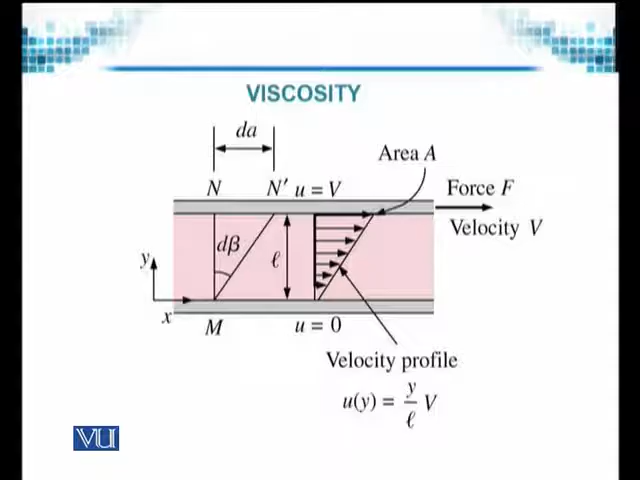 VISCOSITY
da
Area A
N N′ u = V
Force F
Velocity V
dβ
ℓ
y
x
M
u = 0
Velocity profile
u(y) = y/ℓ V
VU